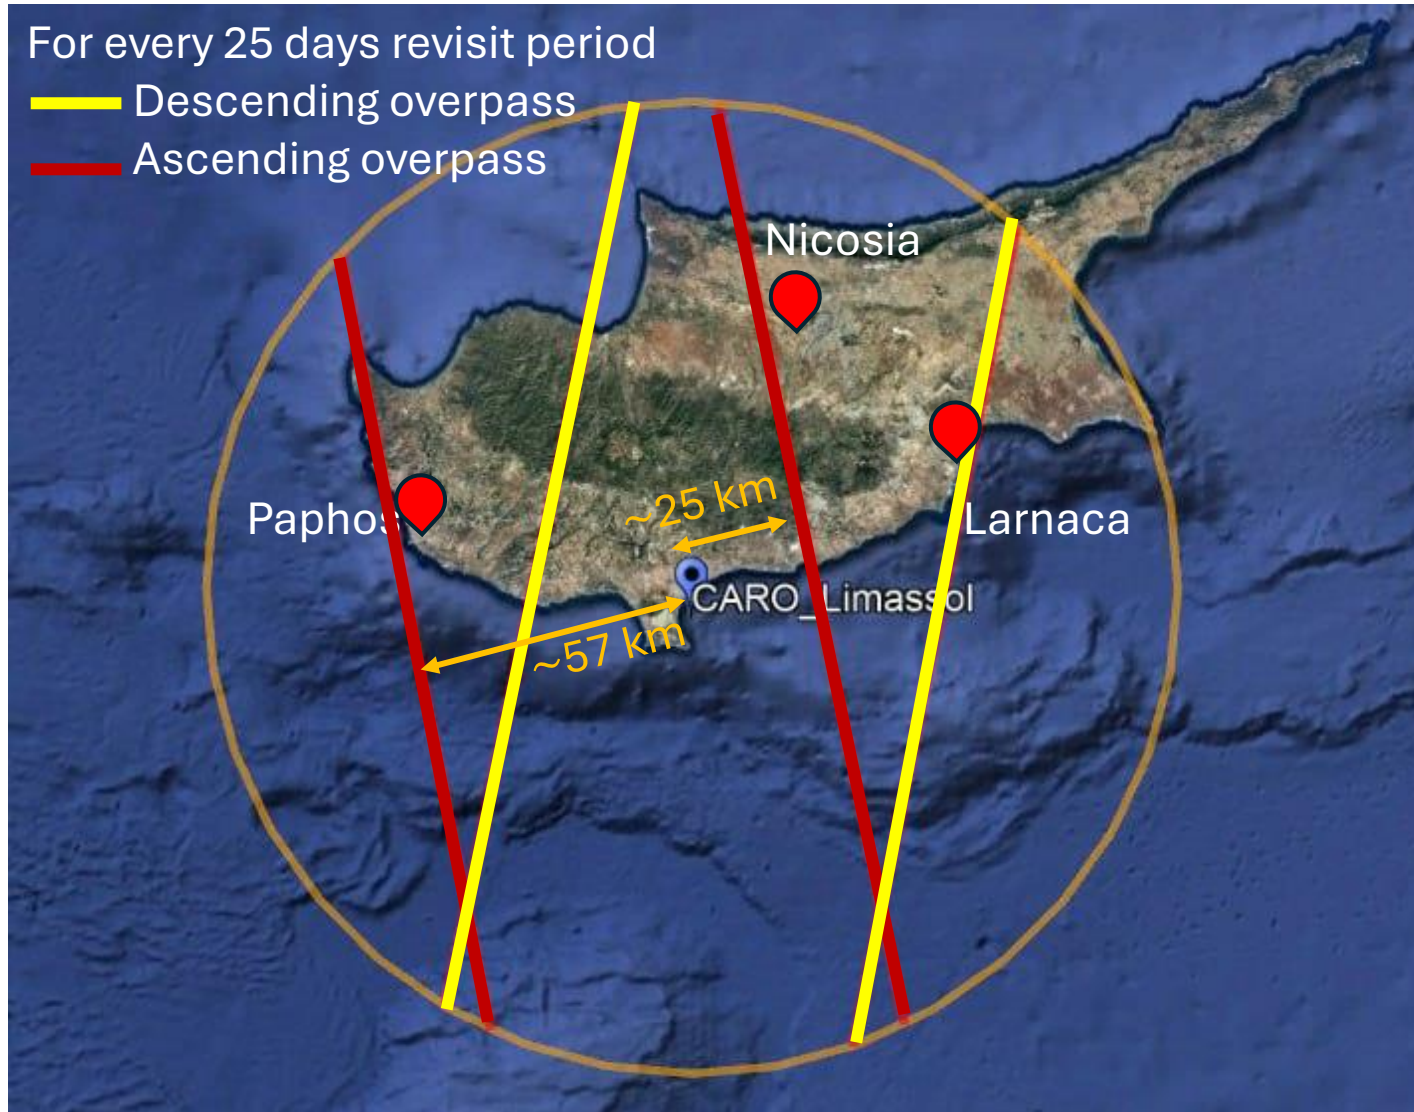 For every 25 days revisit period
Descending overpass
Ascending overpass
Nicosia
~25 km
Paphos
Larnaca
CARO_Limassol
~57 km